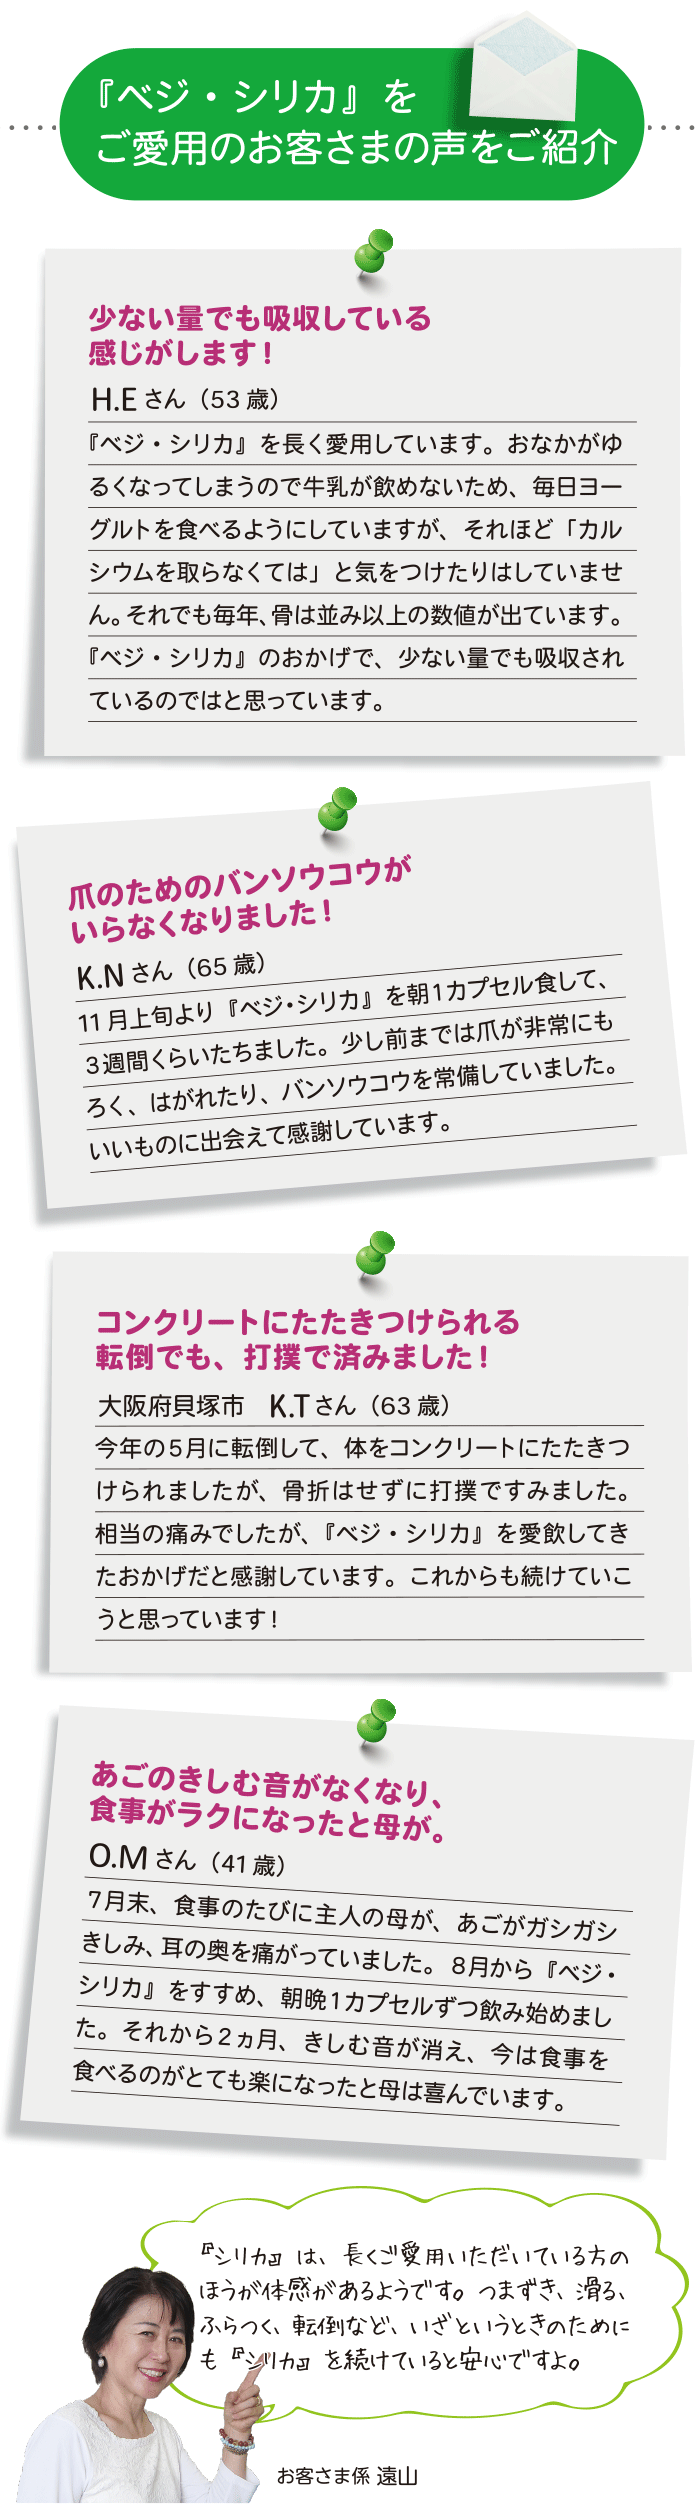 『ベジ・シリカ』を
ご愛用のお客さまの声をご紹介
少ない量でも吸収している
感じがします！
H.Eさん（53歳）
『ベジ・シリカ』を長く愛用しています。おなかがゆ
るくなってしまうので牛乳が飲めないため、毎日ヨー
グルトを食べるようにしていますが、それほど「カル
シウムを取らなくては」と気をつけたりはしていませ
ん。それでも毎年、骨は並み以上の数値が出ています。
『ベジ・シリカ』のおかげで、少ない量でも吸収され
ているのではと思っています。
爪のためのバンソウコウが
いらなくなりました！
K.Nさん（65歳）
11月上旬より『ベジ・シリカ』を朝1カプセル食して、
3週間くらいたちました。少し前までは爪が非常にも
ろく、はがれたり、バンソウコウを常備していました。
いいものに出会えて感謝しています。
コンクリートにたたきつけられる
転倒でも、打撲で済みました！
大阪府貝塚市　K.Tさん（63歳）
今年の5月に転倒して、体をコンクリートにたたきつ
けられましたが、骨折はせずに打撲ですみました。
相当の痛みでしたが、『ベジ・シリカ』を愛飲してき
たおかげだと感謝しています。これからも続けていこ
うと思っています！
あごのきしむ音がなくなり、
食事がラクになったと母が。
O.Mさん（41歳）
7月末、食事のたびに主人の母が、あごがガシガシ
きしみ、耳の奥を痛がっていました。8月から『ベジ・
シリカ』をすすめ、朝晩1カプセルずつ飲み始めまし
た。それから2ヵ月、きしむ音が消え、今は食事を
食べるのがとても楽になったと母は喜んでいます。
『シリカ』は、長くご愛用いただいている方の
ほうが体感があるようです。つまずき、滑る、
ふらつく、転倒など、いざというときのためにも
『シリカ』を続けていると安心ですよ。
お客さま係 遠山